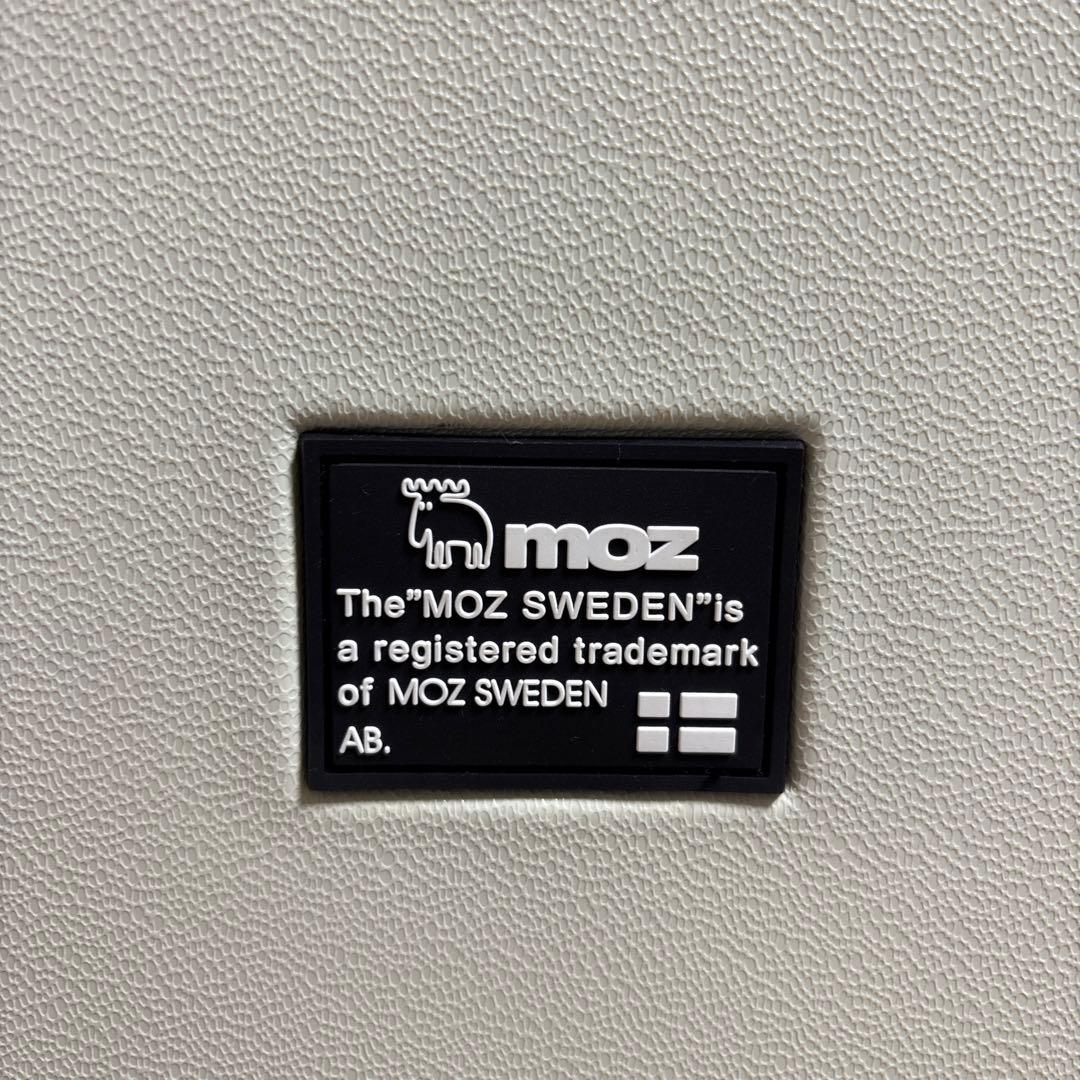 moz
The”MOZ SWEDEN”is
a registered trademark
of MOZ SWEDEN
AB.